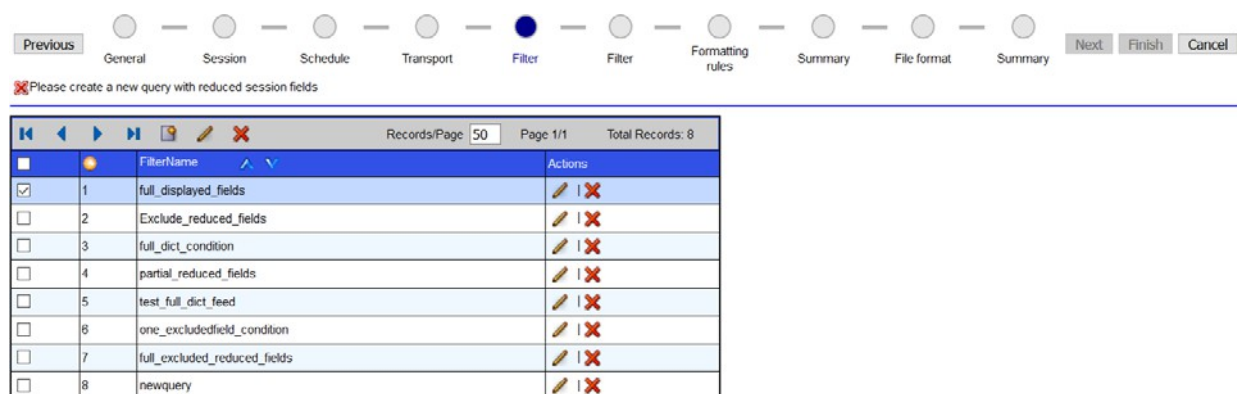 Previous
General
Session
Schedule
Transport
Filter
Filter
Formatting
rules
Summary
File format
Summary
Next Finish Cancel
Please create a new query with reduced session fields
Records/Page 50 Page 1/1 Total Records: 8
FilterName Actions
1 full_displayed_fields |
2 Exclude_reduced_fields |
3 full_dict_condition |
4 partial_reduced_fields |
5 test_full_dict_feed |
6 one_excludedfield_condition |
7 full_excluded_reduced_fields |
8 newquery |